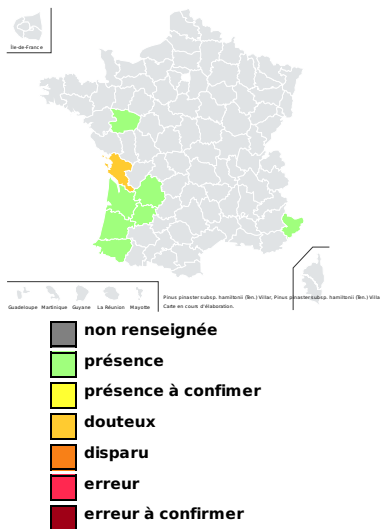 Île-de-France
Guadeloupe Martinique Guyane La Réunion Mayotte
Pinus pinaster subsp. hamiltonii (Ten.) Villar, Pinus pinaster subsp. hamiltonii (Ten.) Villa
Carte en cours d'élaboration.
non renseignée
présence
présence à confimer
douteux
disparu
erreur
erreur à confirmer